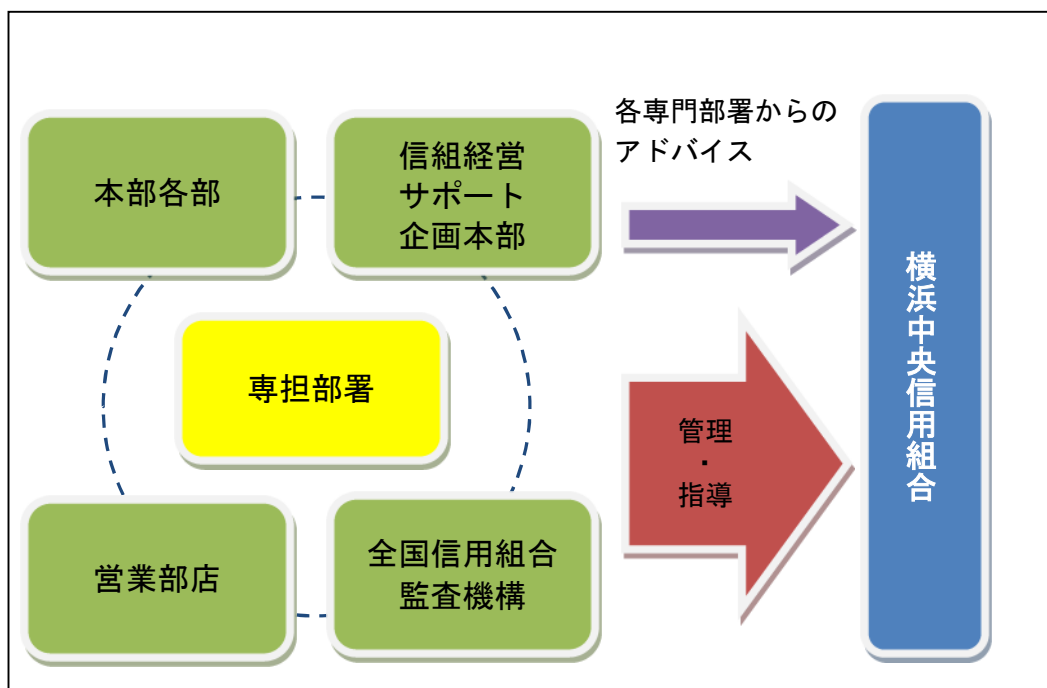 本部各部
信組経営
サポート
企画本部
専担部署
営業部店
全国信用組合
監査機構
各専門部署からの
アドバイス
管理
・
指導
横浜中央信用組合